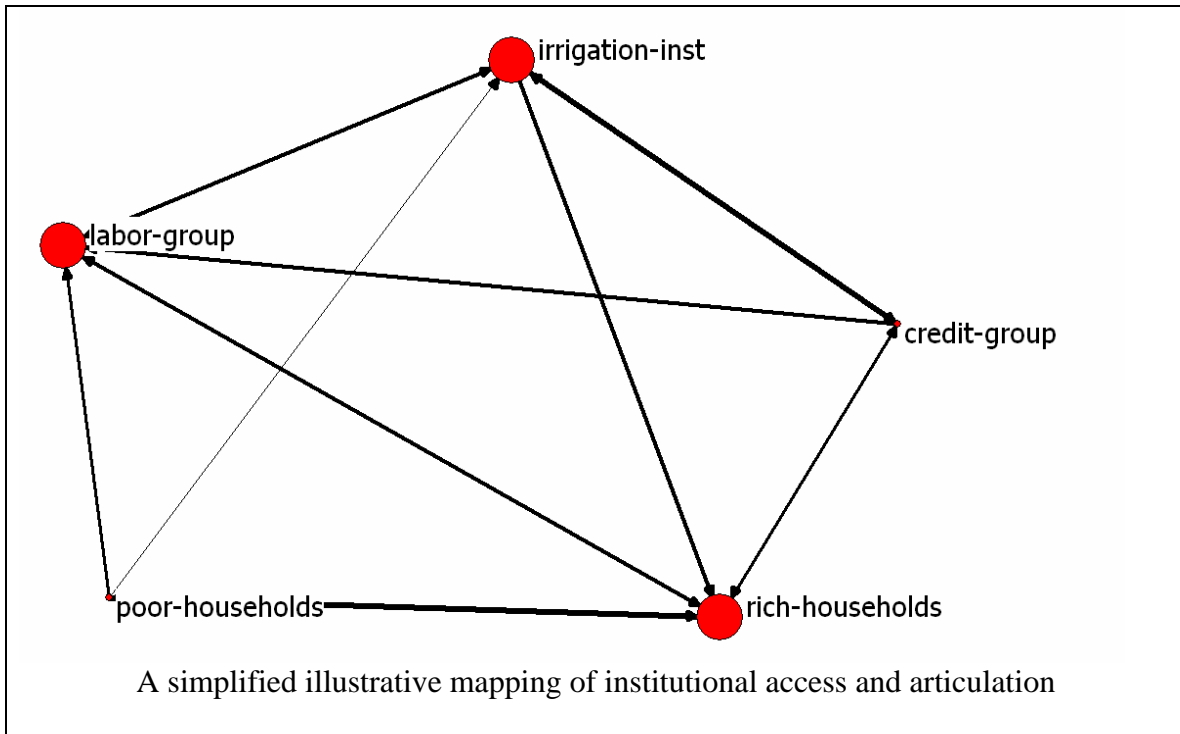 irrigation-inst
labor-group
credit-group
poor-households
rich-households
A simplified illustrative mapping of institutional access and articulation